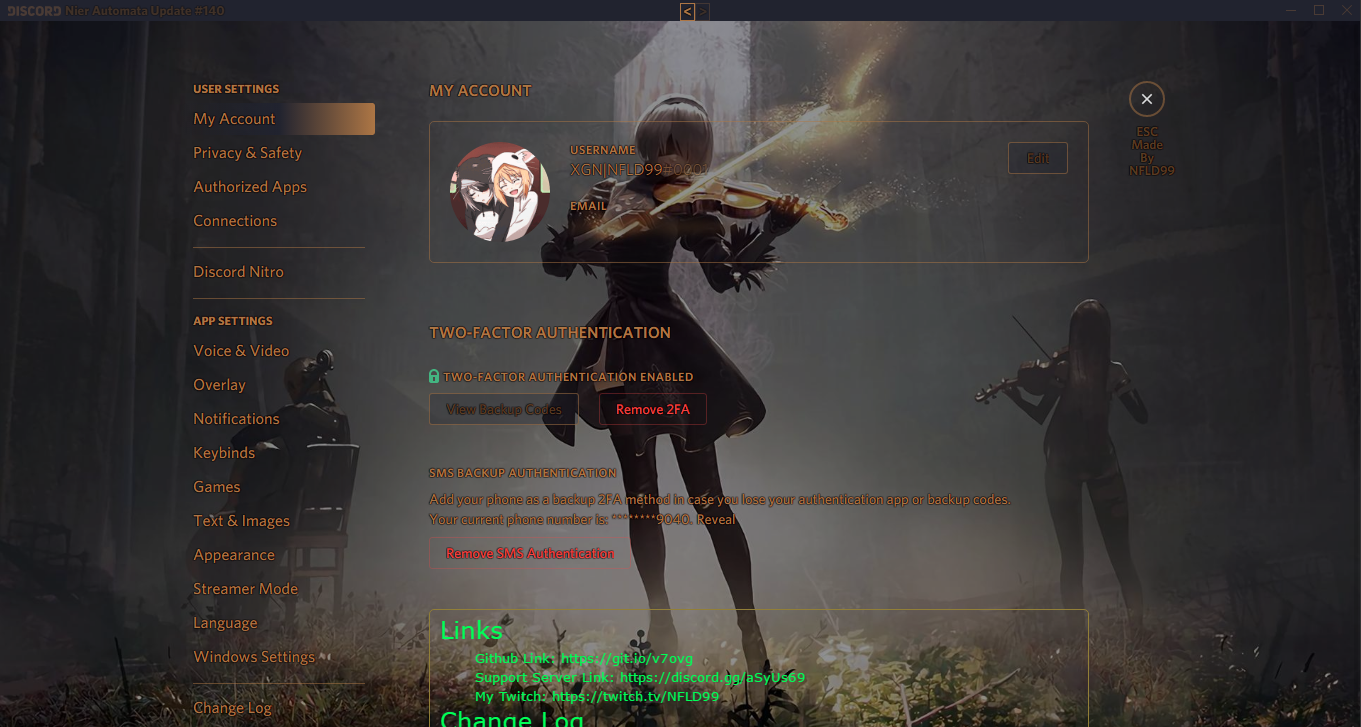 DISCORD Nier Automata Update #140
< >
USER SETTINGS
My Account
Privacy & Safety
Authorized Apps
Connections
Discord Nitro
APP SETTINGS
Voice & Video
Overlay
Notifications
Keybinds
Games
Text & Images
Appearance
Streamer Mode
Language
Windows Settings
Change Log
MY ACCOUNT
USERNAME
XGN|NFLD99#0001
EMAIL
Edit
ESC
Made
By
NFLD99
TWO-FACTOR AUTHENTICATION
TWO-FACTOR AUTHENTICATION ENABLED
View Backup Codes
Remove 2FA
SMS BACKUP AUTHENTICATION
Add your phone as a backup 2FA method in case you lose your authentication app or backup codes.
Your current phone number is: ********9040. Reveal
Remove SMS Authentication
Links
Github Link: https://git.io/v7ovg
Support Server Link: https://discord.gg/aSyUs69
My Twitch: https://twitch.tv/NFLD99
Change Log